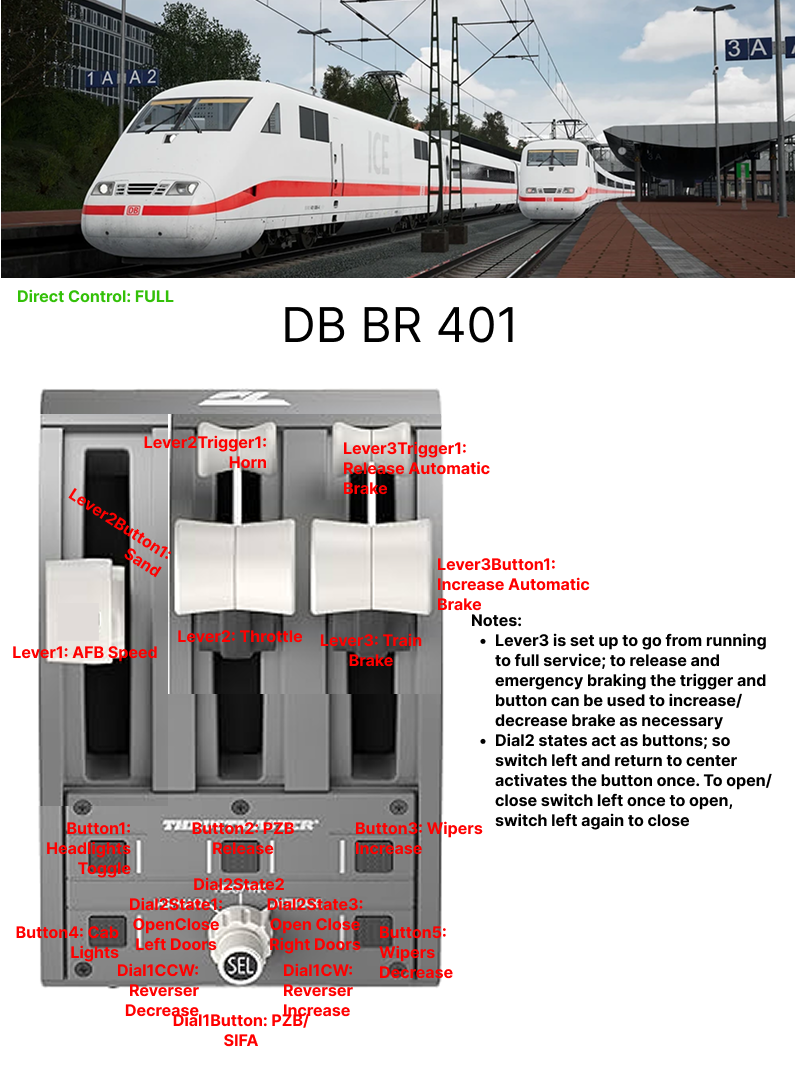 1 A A 2
3 A A
ICE
DB
Direct Control: FULL
DB BR 401
Lever2Trigger1:
Horn
Lever3Trigger1:
Release Automatic
Brake
Lever2Button1:
Sand
Lever3Button1:
Increase Automatic
Brake
Lever1: AFB Speed
Lever2: Throttle
Lever3: Train
Brake
Notes:
• Lever3 is set up to go from running
to full service; to release and
emergency braking the trigger and
button can be used to increase/
decrease brake as necessary
• Dial2 states act as buttons; so
switch left and return to center
activates the button once. To open/
close switch left once to open,
switch left again to close
Button1:
Headlights
Toggle
Button2: PZB
Release
Button3: Wipers
Increase
Dial2State2
Dial2State1:
OpenClose
Left Doors
Dial2State3:
Open Close
Right Doors
Button4: Cab
Lights
Button5:
Wipers
Decrease
SEL
Dial1CCW:
Reverser
Decrease
Dial1CW:
Reverser
Increase
Dial1Button: PZB/
SIFA